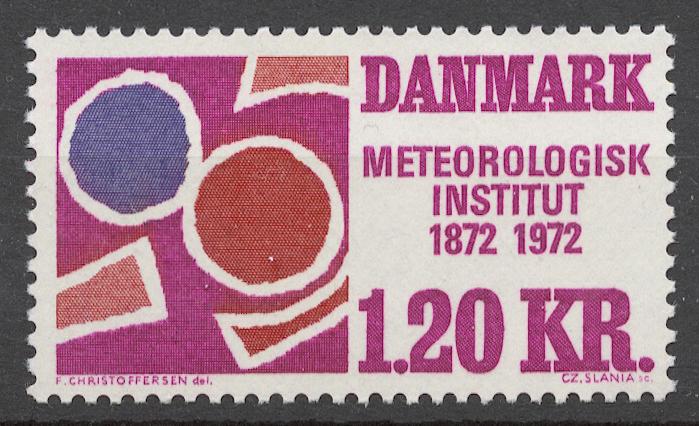 DANMARK
METEOROLOGISK
INSTITUT
1872 1972
1.20 KR.
F. CHRISTOFFERSEN del.
CZ. SLANIA sc.